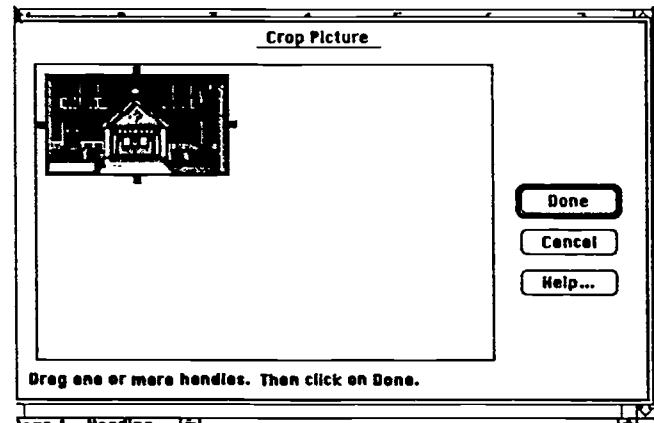 Crop Picture
Done
Cancel
Help...
Drag one or more handles. Then click on Done.